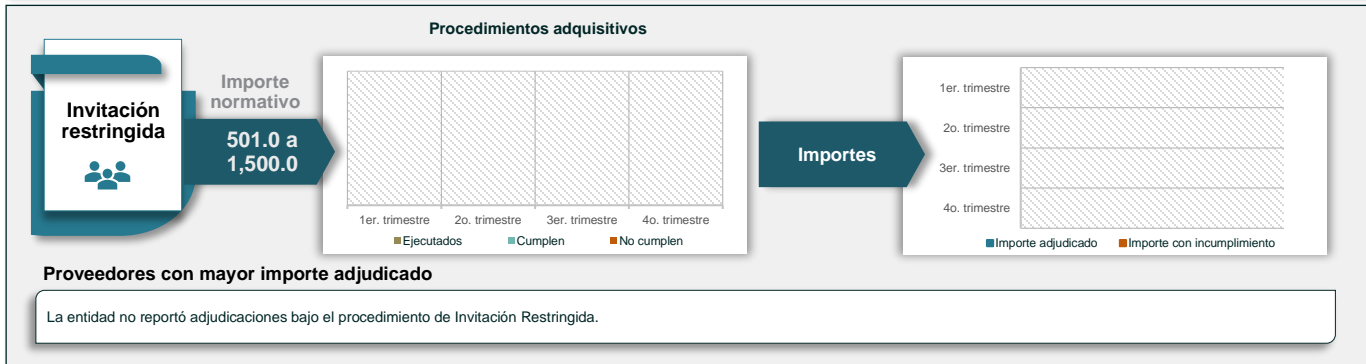 Procedimientos adquisitivos
Invitación
restringida
Importe
normativo
501.0 a
1,500.0
1er. trimestre
2o. trimestre
3er. trimestre
4o. trimestre
Ejecutados
Cumplen
No cumplen
Importes
1er. trimestre
2o. trimestre
3er. trimestre
4o. trimestre
Importe adjudicado
Importe con incumplimiento
Proveedores con mayor importe adjudicado
La entidad no reportó adjudicaciones bajo el procedimiento de Invitación Restringida.